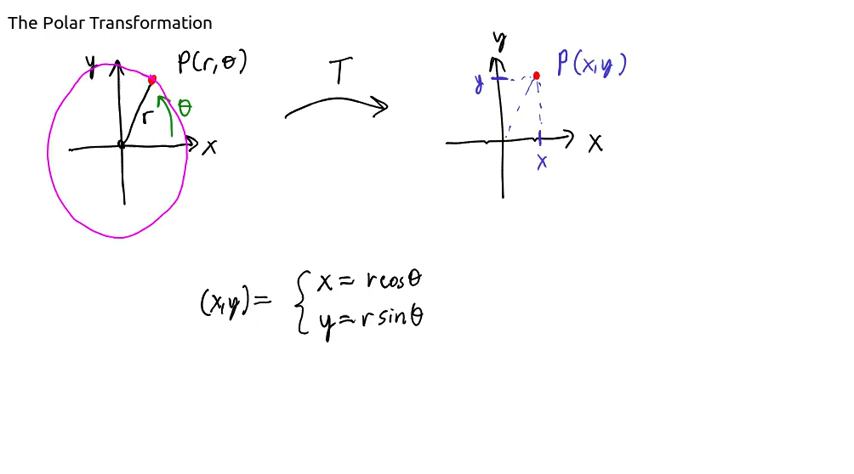 The Polar Transformation
y P(r, θ)
r θ
x
T
y
y P(x,y)
x
x
(x,y) = { x = r cos θ
y = r sin θ